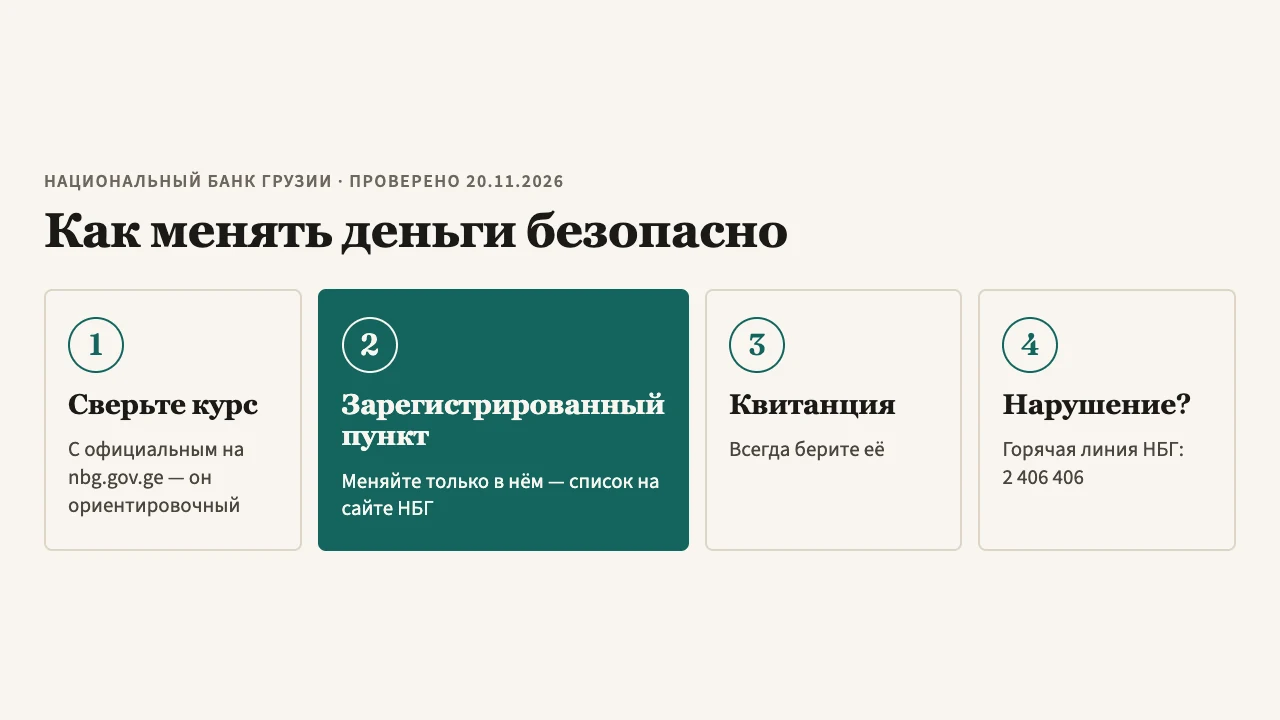 НАЦИОНАЛЬНЫЙ БАНК ГРУЗИИ · ПРОВЕРЕНО 20.11.2026
Как менять деньги безопасно
1
Сверьте курс
С официальным на
nbg.gov.ge — он
ориентировочный
2
Зарегистрированный
пункт
Меняйте только в нём — список на
сайте НБГ
3
Квитанция
Всегда берите её
4
Нарушение?
Горячая линия НБГ:
2 406 406